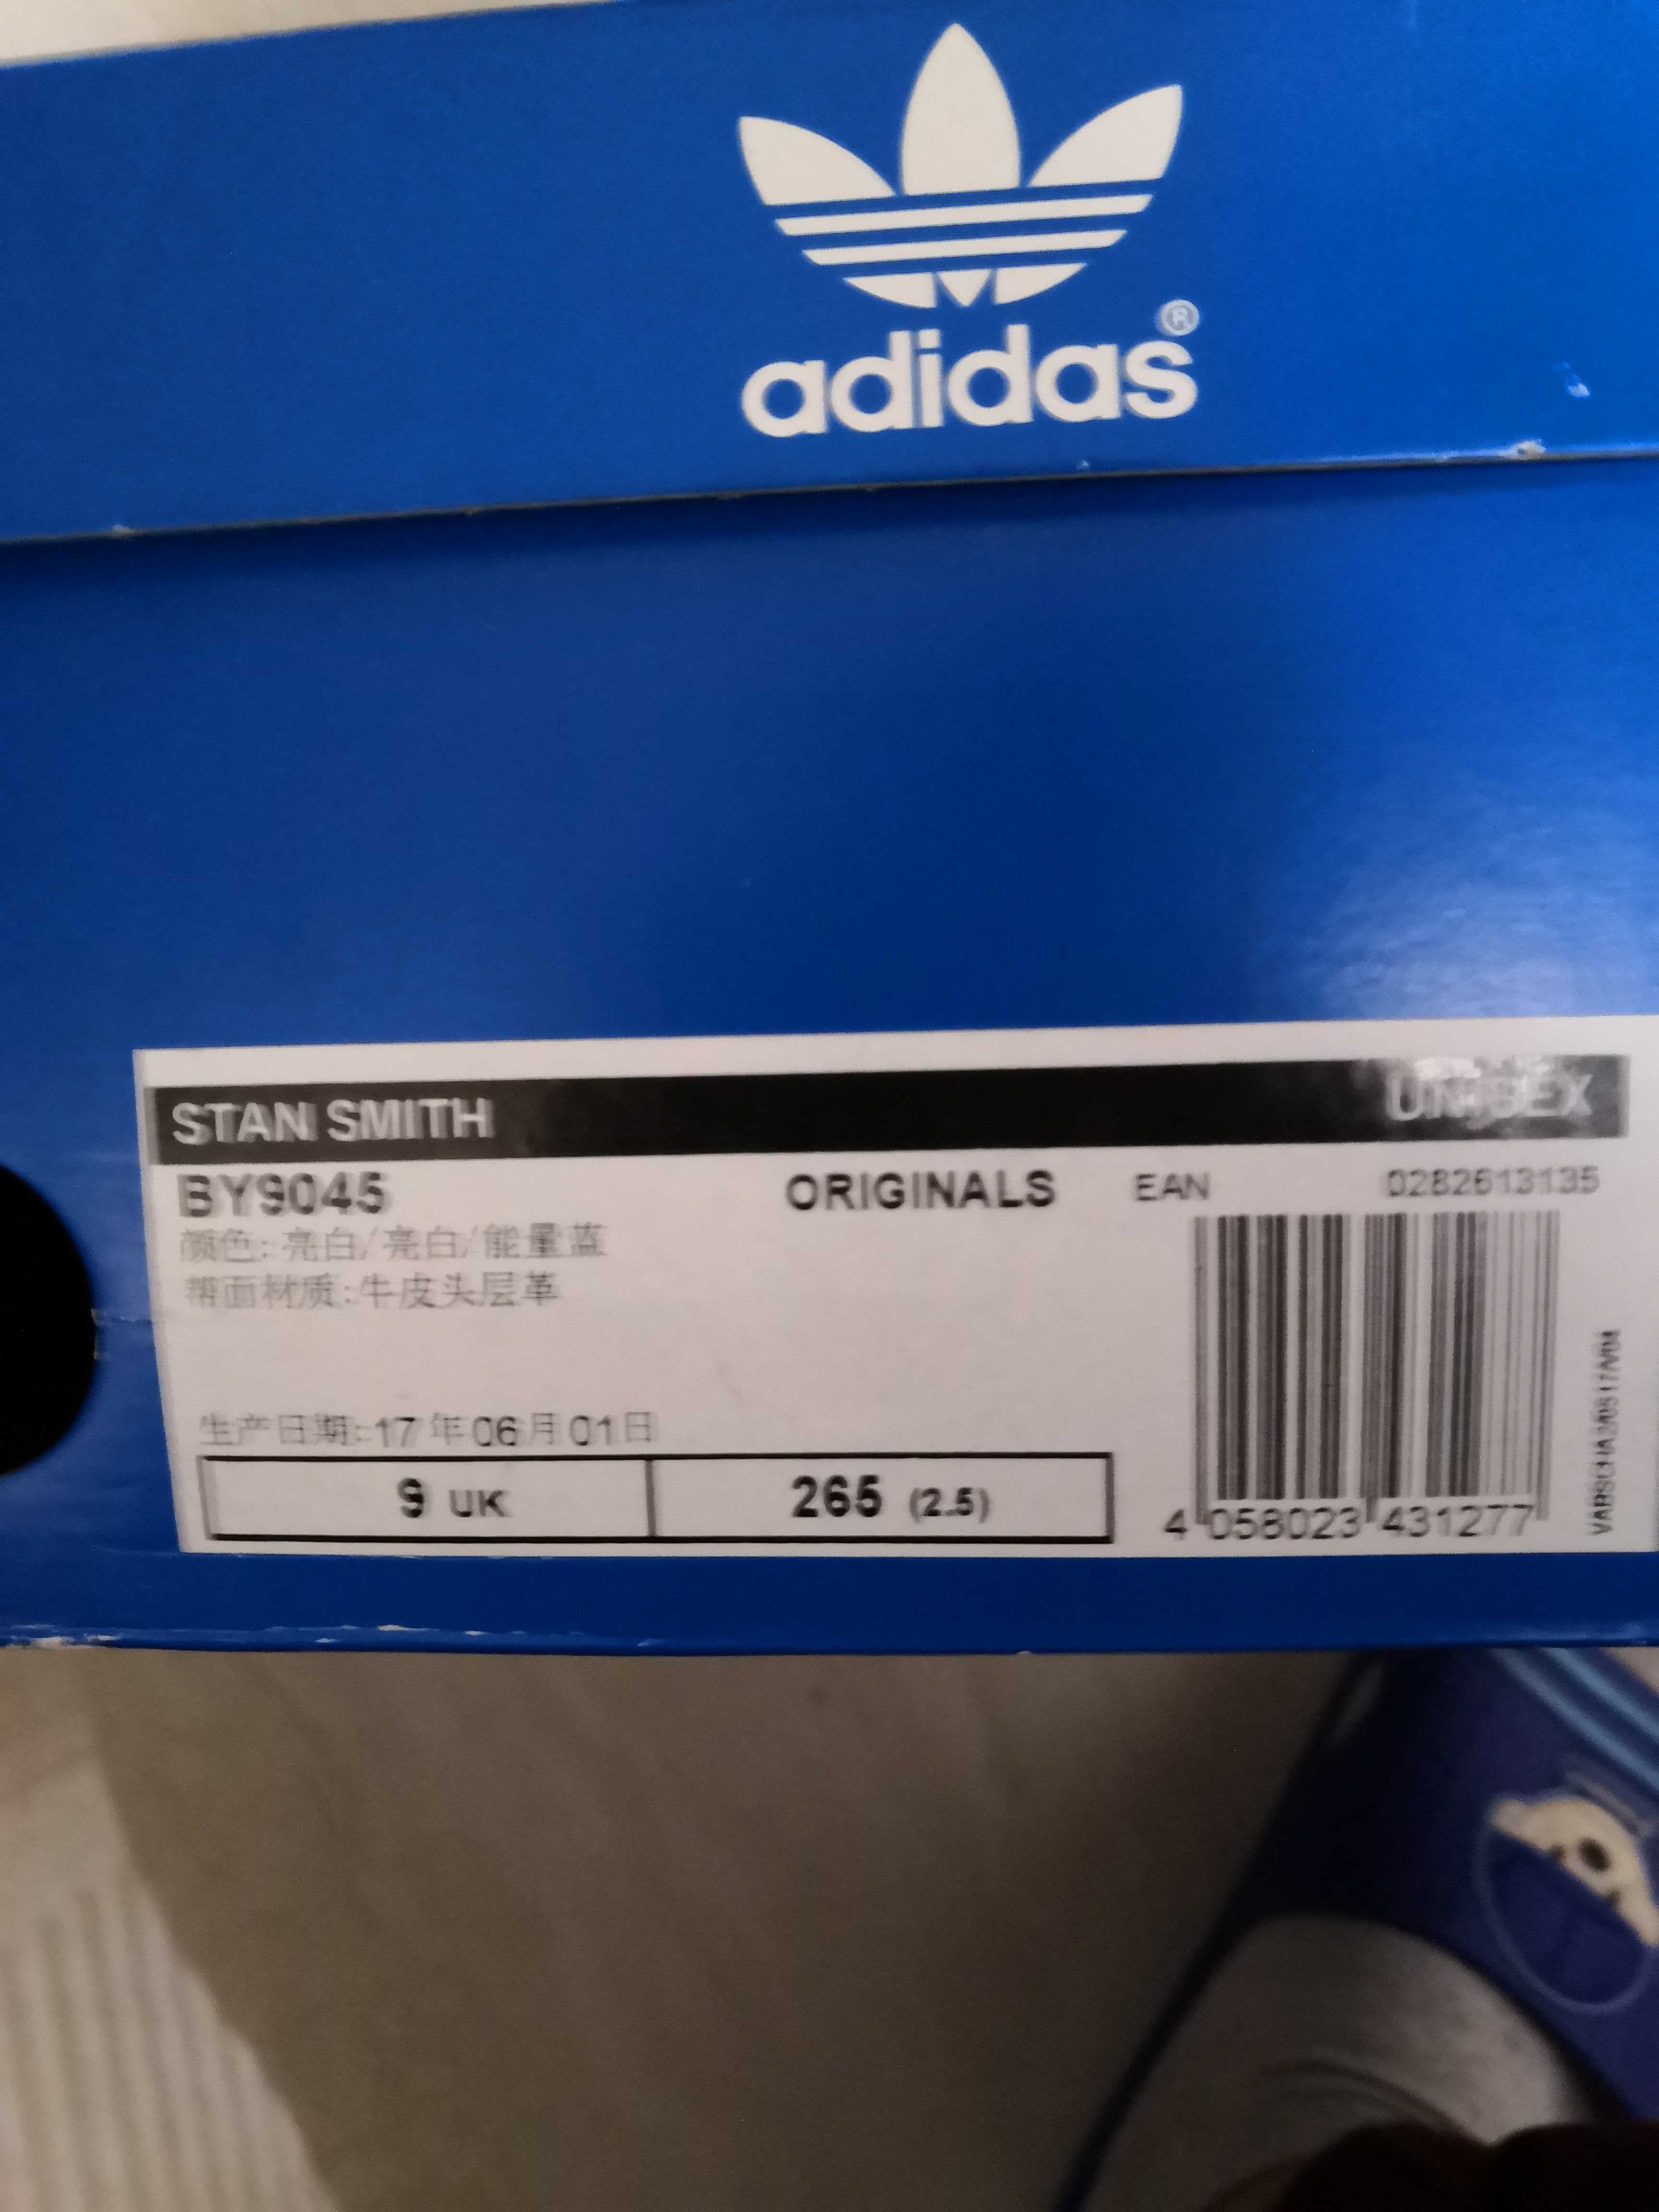 adidas®
STAN SMITH UNISEX
BY9045 ORIGINALS EAN 0282613135
颜色:亮白/亮白/能量蓝
帮面材质:牛皮头层革
生产日期:17年06月01日
9 UK 265 (2.5)
4 058023 431277